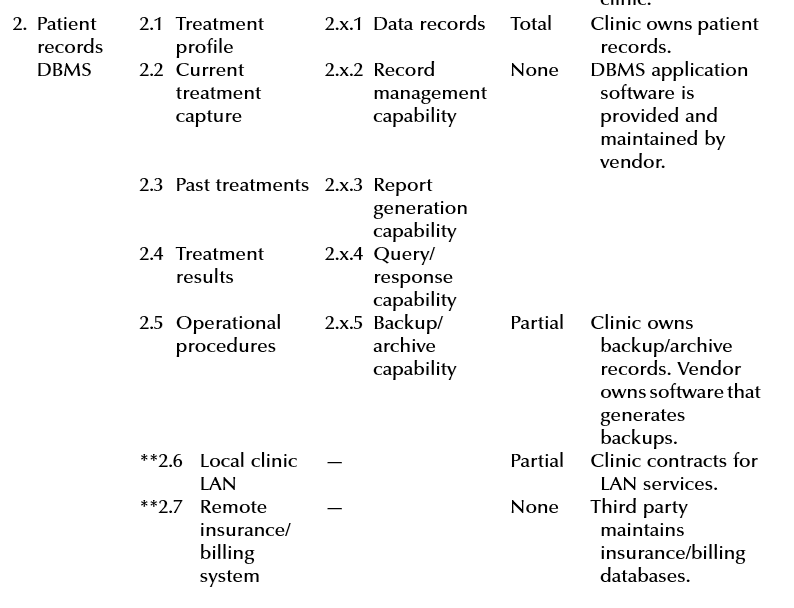 clinic.
2. Patient 2.1 Treatment 2.x.1 Data records Total Clinic owns patient
records profile records.
DBMS 2.2 Current 2.x.2 Record None DBMS application
treatment management software is
capture capability provided and
maintained by
vendor.
2.3 Past treatments 2.x.3 Report
generation
capability
2.4 Treatment 2.x.4 Query/
results response
capability
2.5 Operational 2.x.5 Backup/ Partial Clinic owns
procedures archive backup/archive
capability records. Vendor
owns software that
generates
backups.
**2.6 Local clinic — Partial Clinic contracts for
LAN LAN services.
**2.7 Remote — None Third party
insurance/ maintains
billing insurance/billing
system databases.